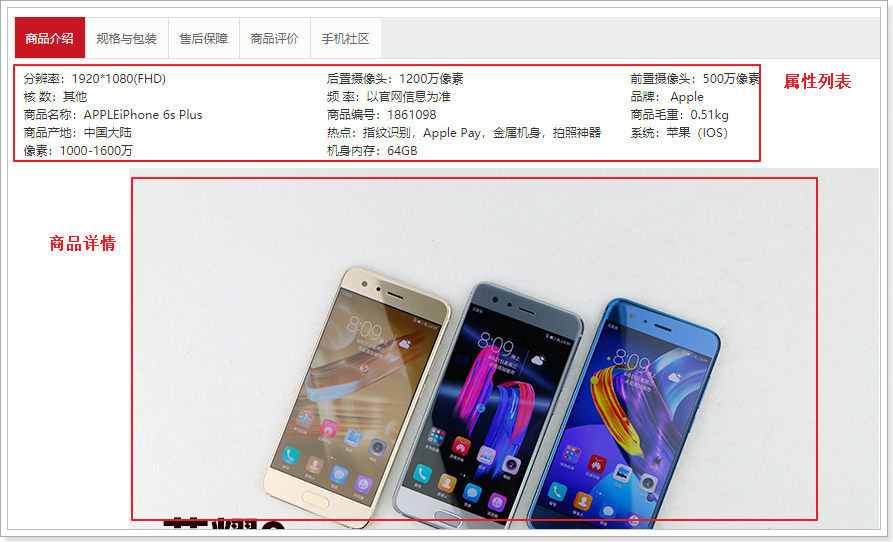 商品介绍 规格与包装 售后保障 商品评价 手机社区
分辨率：1920*1080(FHD) 后置摄像头：1200万像素 前置摄像头：500万像素
核 数：其他 频 率：以官网信息为准 品牌： Apple
商品名称：APPLEiPhone 6s Plus 商品编号：1861098 商品毛重：0.51kg
商品产地：中国大陆 热点：指纹识别，Apple Pay，金属机身，拍照神器 系统：苹果（IOS）
像素：1000-1600万 机身内存：64GB
属性列表
商品详情
8:09 晚上
8:09 晚上
8:09 晚上